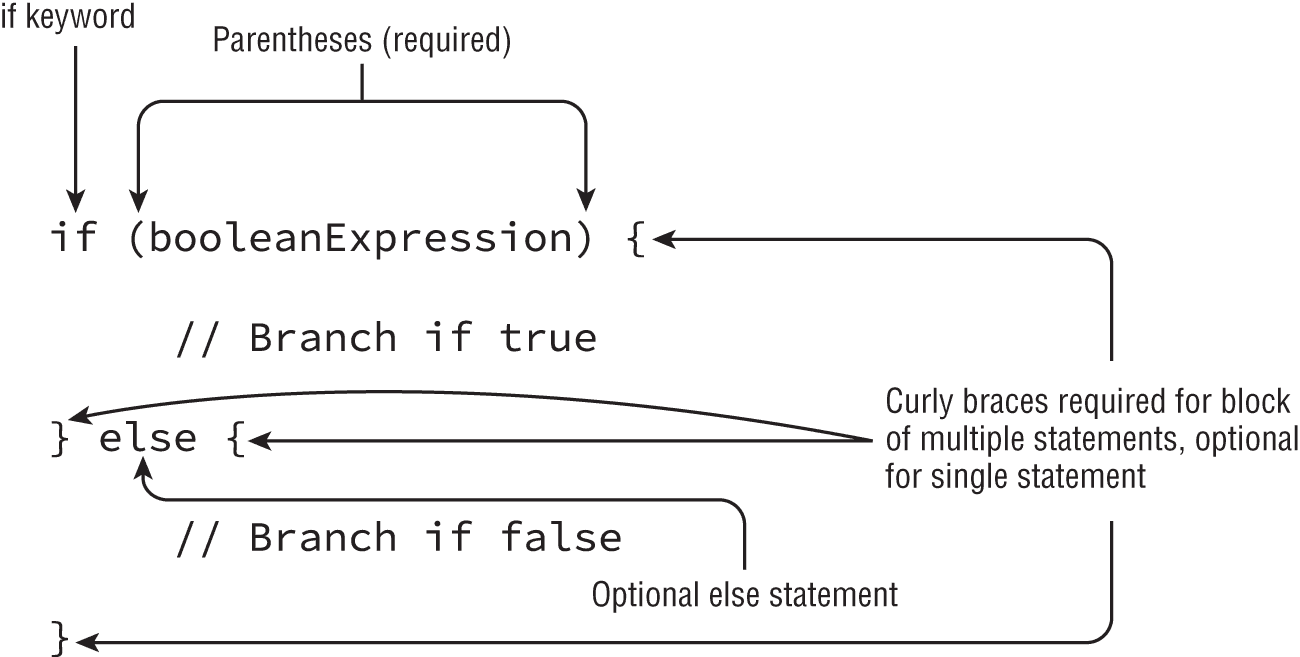 if keyword
Parentheses (required)
if (booleanExpression) {
// Branch if true
Curly braces required for block
of multiple statements, optional
for single statement
} else {
// Branch if false
Optional else statement
}